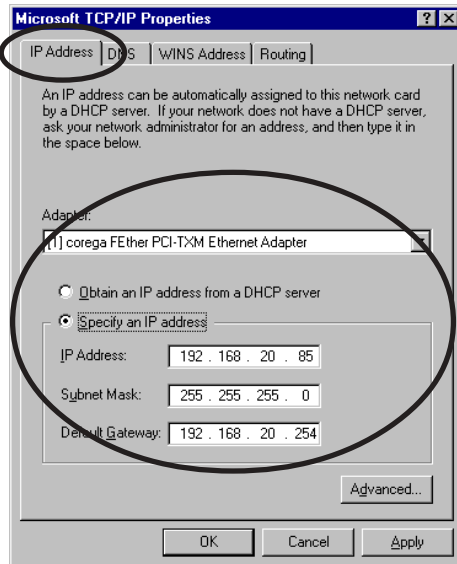 Microsoft TCP/IP Properties
IP Address DNS WINS Address Routing
An IP address can be automatically assigned to this network card
by a DHCP server. If your network does not have a DHCP server,
ask your network administrator for an address, and then type it in
the space below.
Adapter:
[1] corega FEther PCI-TXM Ethernet Adapter
Obtain an IP address from a DHCP server
Specify an IP address
IP Address: 192 . 168 . 20 . 85
Subnet Mask: 255 . 255 . 255 . 0
Default Gateway: 192 . 168 . 20 . 254
Advanced...
OK Cancel Apply